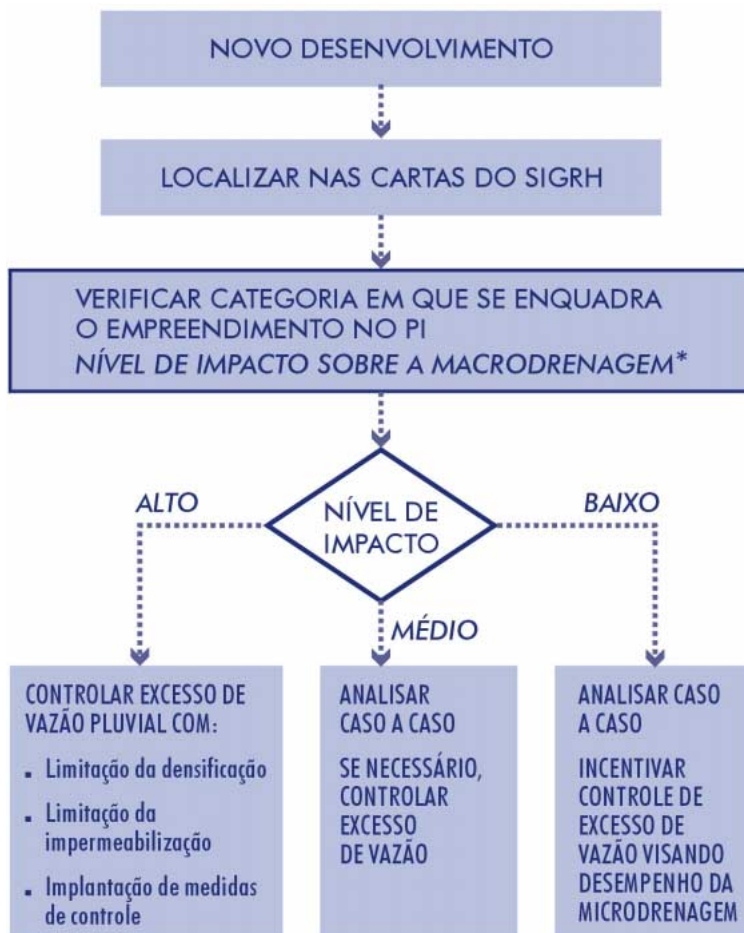 NOVO DESENVOLVIMENTO
LOCALIZAR NAS CARTAS DO SIGRH
VERIFICAR CATEGORIA EM QUE SE ENQUADRA
O EMPREENDIMENTO NO PI
NÍVEL DE IMPACTO SOBRE A MACRODRENAGEM*
NÍVEL DE
IMPACTO
ALTO
MÉDIO
BAIXO
CONTROLAR EXCESSO DE
VAZÃO PLUVIAL COM:
▪ Limitação da densificação
▪ Limitação da
impermeabilização
▪ Implantação de medidas
de controle
ANALISAR
CASO A CASO
SE NECESSÁRIO,
CONTROLAR
EXCESSO
DE VAZÃO
ANALISAR CASO
A CASO
INCENTIVAR
CONTROLE DE
EXCESSO DE
VAZÃO VISANDO
DESEMPENHO DA
MICRODRENAGEM